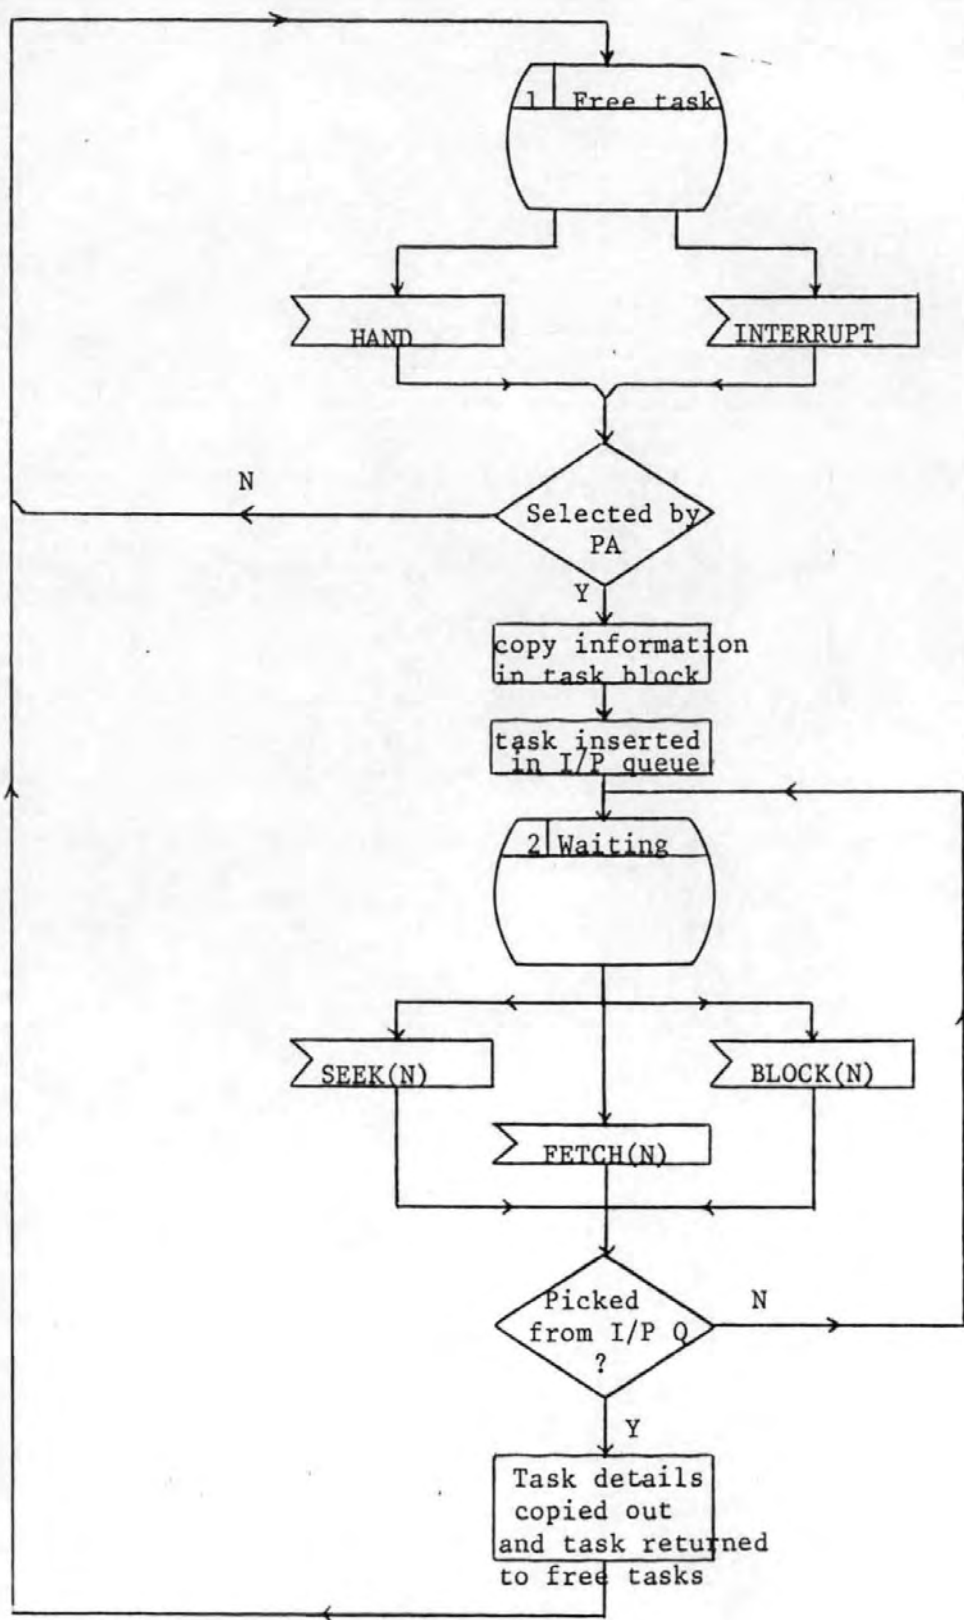 1 Free task
HAND
INTERRUPT
N
Selected by
PA
Y
copy information
in task block
task inserted
in I/P queue
2 Waiting
SEEK(N)
BLOCK(N)
FETCH(N)
Picked
from I/P Q
?
N
Y
Task details
copied out
and task returned
to free tasks